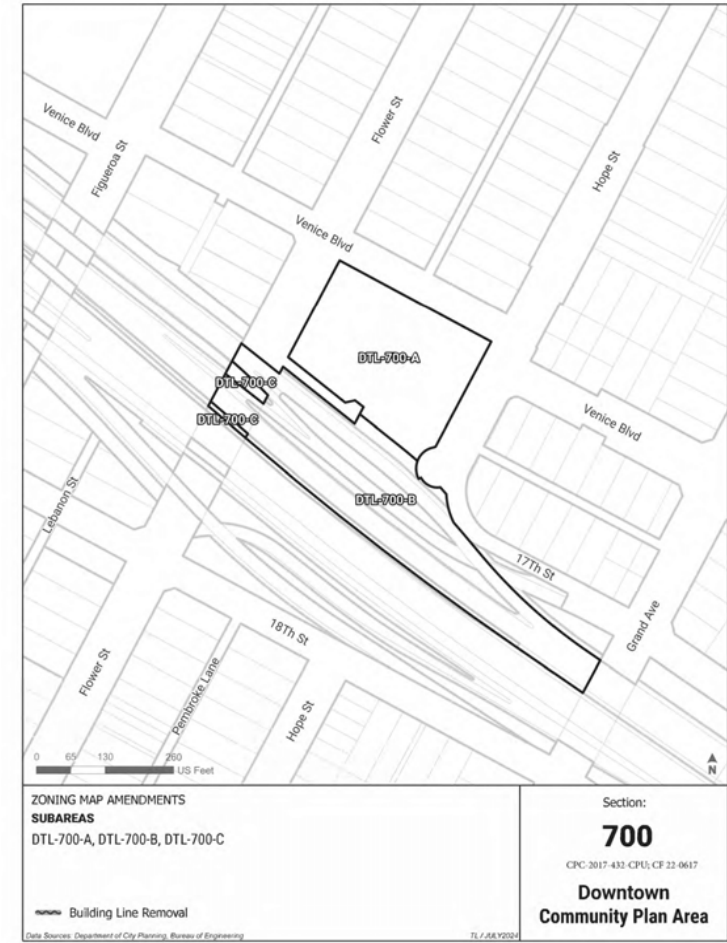 Venice Blvd
Figueroa St
Flower St
Hope St
Venice Blvd
DTL-700-A
DTL-700-C
DTL-700-C
Venice Blvd
Lebanon St
DTL-700-B
17Th St
18Th St
Grand Ave
Flower St
Pembroke Lane
Hope St
0 65 130 260
US Feet
N
ZONING MAP AMENDMENTS
SUBAREAS
DTL-700-A, DTL-700-B, DTL-700-C
Building Line Removal
Data Sources: Department of City Planning, Bureau of Engineering
TL / JULY2024
Section:
700
CPC-2017-432-CPU; CF 22-0617
Downtown
Community Plan Area